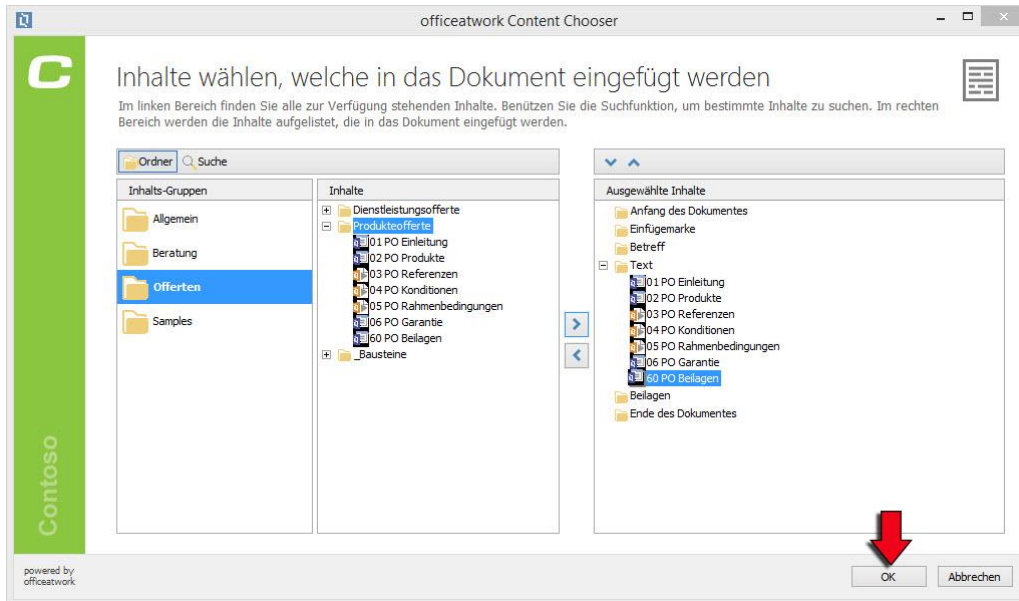 officeatwork Content Chooser
C
Inhalte wählen, welche in das Dokument eingefügt werden
Im linken Bereich finden Sie alle zur Verfügung stehenden Inhalte. Benützen Sie die Suchfunktion, um bestimmte Inhalte zu suchen. Im rechten
Bereich werden die Inhalte aufgelistet, die in das Dokument eingefügt werden.
Ordner Suche
Inhalts-Gruppen
Allgemein
Beratung
Offerten
Samples
Inhalte
Dienstleistungsofferte
Produkteofferte
01 PO Einleitung
02 PO Produkte
03 PO Referenzen
04 PO Konditionen
05 PO Rahmenbedingungen
06 PO Garantie
60 PO Beilagen
_Bausteine
Ausgewählte Inhalte
Anfang des Dokumentes
Einfügemarke
Betreff
Text
01 PO Einleitung
02 PO Produkte
03 PO Referenzen
04 PO Konditionen
05 PO Rahmenbedingungen
06 PO Garantie
60 PO Beilagen
Beilagen
Ende des Dokumentes
Contoso
powered by
officeatwork
OK Abbrechen